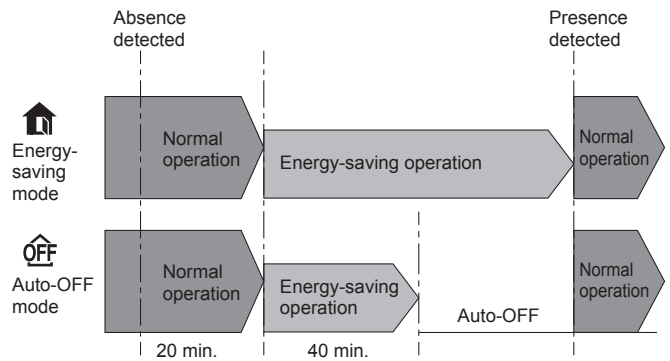 Absence
detected
Presence
detected
Energy-
saving
mode
Normal
operation
Energy-saving operation
Normal
operation
OFF
Auto-OFF
mode
Normal
operation
Energy-saving
operation
Auto-OFF
Normal
operation
20 min.
40 min.